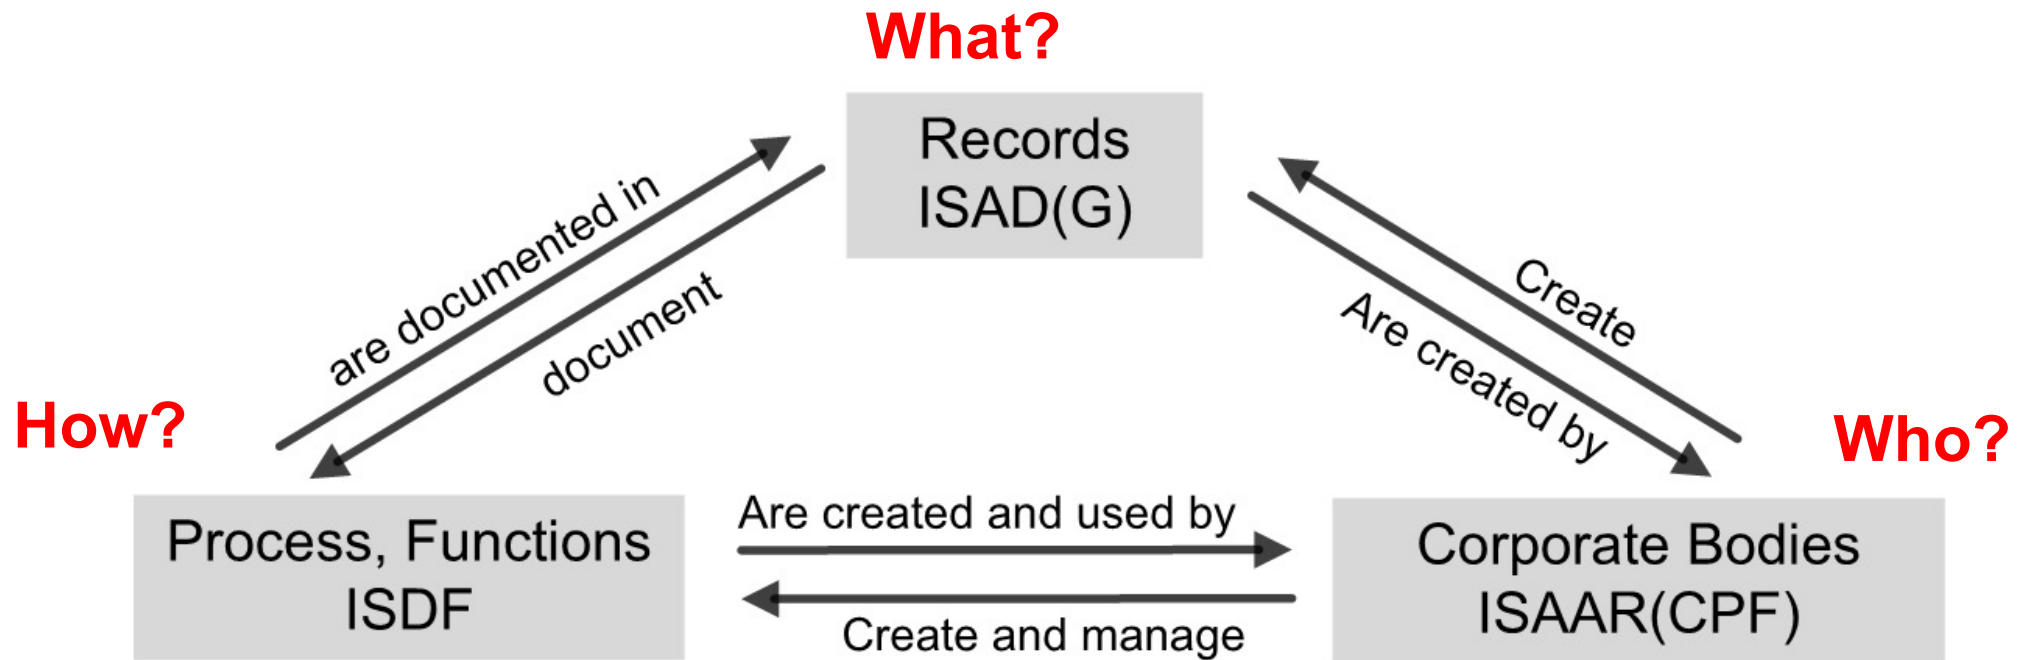 What?
Records
ISAD(G)
are documented in
document
Create
Are created by
How?
Who?
Process, Functions
ISDF
Are created and used by
Create and manage
Corporate Bodies
ISAAR(CPF)